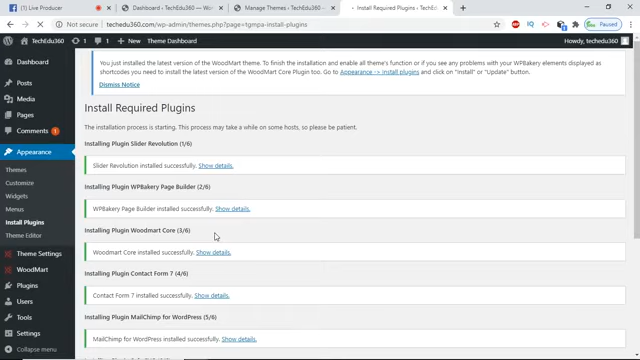 Live Producer
Dashboard ‹ TechEdu360 — Wo
Manage Themes ‹ TechEdu360 —
Install Required Plugins ‹ TechEd
Not secure | techedu360.com/wp-admin/themes.php?page=tgmpa-install-plugins
Paused
TechEdu360
1
0
New
Theme Dashboard
Howdy, techedu360
Dashboard
Posts
Media
Pages
Comments 1
Appearance
Themes
Customize
Widgets
Menus
Install Plugins
Theme Editor
Theme Settings
WoodMart
Plugins
Users
Tools
Settings
Collapse menu
You just installed the latest version of the WoodMart theme. To finish the installation and enable all theme's function or if you see any problems with your WPBakery elements displayed as
shortcodes you need to install the latest version of the WoodMart Core Plugin too. Go to Appearance -> Install plugins and click on "Install" or "Update" button.
Dismiss Notice
Install Required Plugins
The installation process is starting. This process may take a while on some hosts, so please be patient.
Installing Plugin Slider Revolution (1/6)
Slider Revolution installed successfully. Show details.
Installing Plugin WPBakery Page Builder (2/6)
WPBakery Page Builder installed successfully. Show details.
Installing Plugin Woodmart Core (3/6)
Woodmart Core installed successfully. Show details.
Installing Plugin Contact Form 7 (4/6)
Contact Form 7 installed successfully. Show details.
Installing Plugin MailChimp for WordPress (5/6)
MailChimp for WordPress installed successfully. Show details.